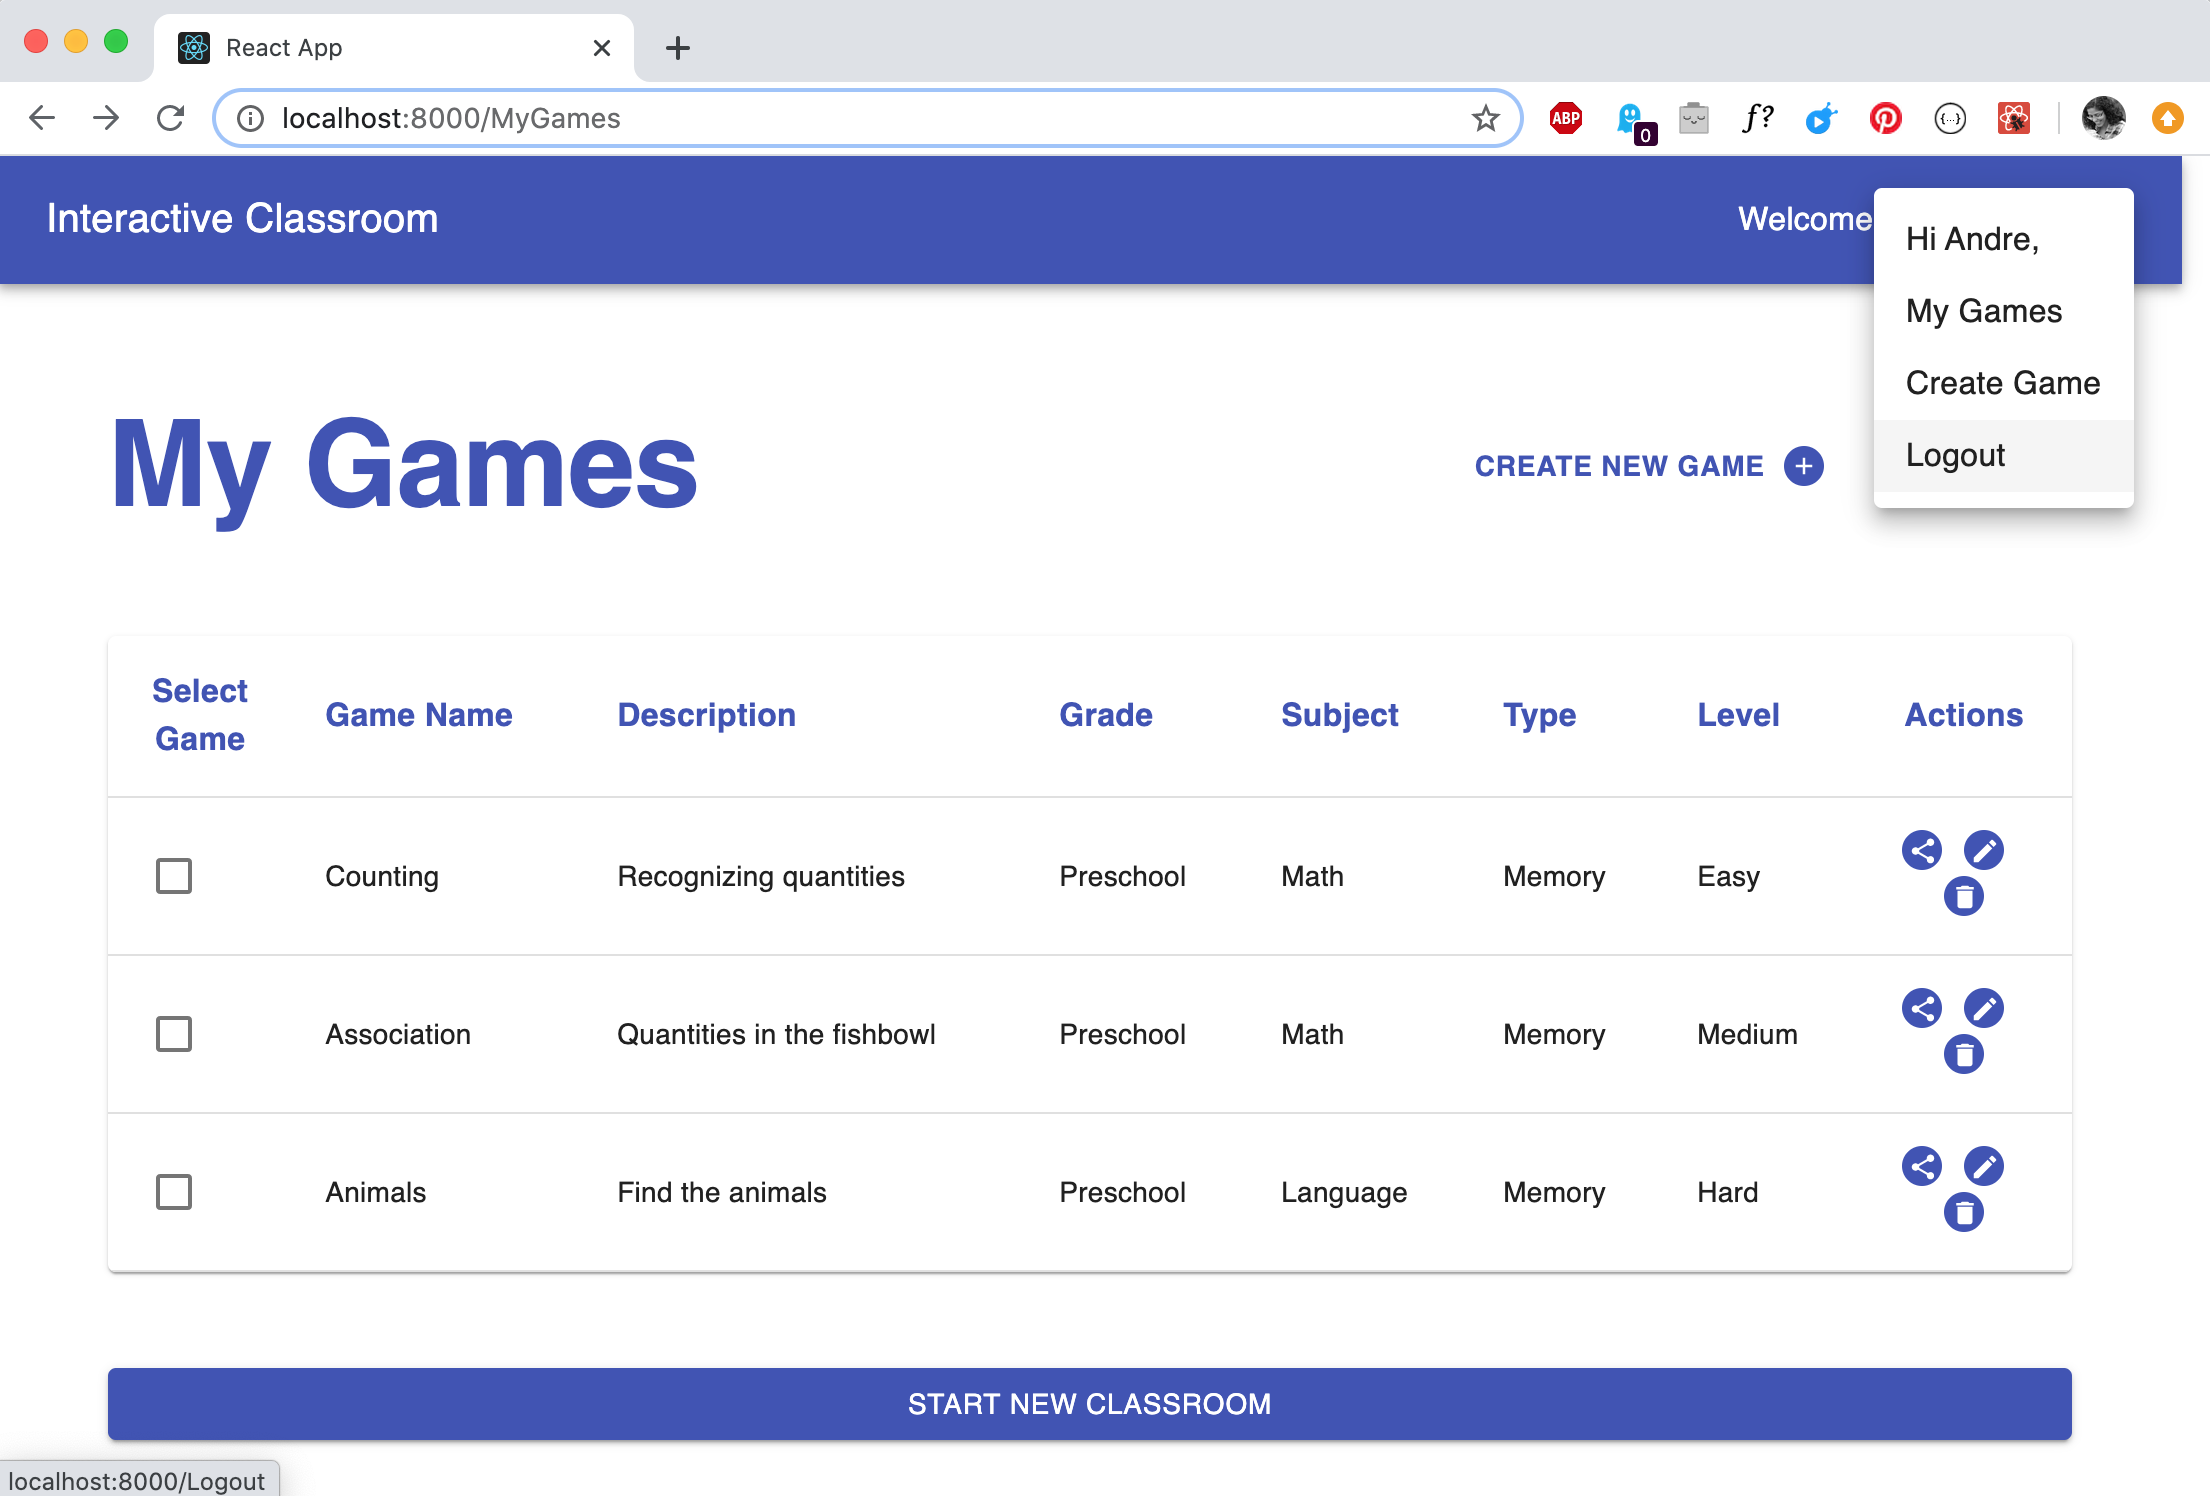 React App
localhost:8000/MyGames
ABP
0
f?
{...}
Interactive Classroom
Welcome
Hi Andre,
My Games
Create Game
Logout
My Games
CREATE NEW GAME
Select Game
Game Name
Description
Grade
Subject
Type
Level
Actions
Counting
Recognizing quantities
Preschool
Math
Memory
Easy
Association
Quantities in the fishbowl
Preschool
Math
Memory
Medium
Animals
Find the animals
Preschool
Language
Memory
Hard
START NEW CLASSROOM
localhost:8000/Logout